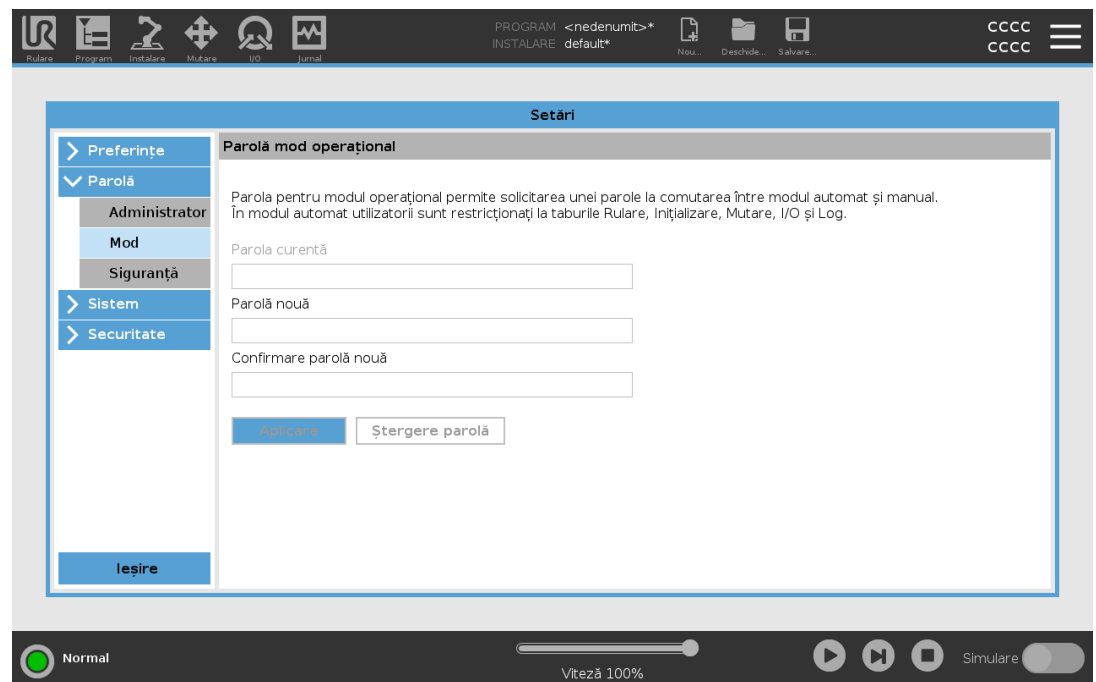 PROGRAM <nedenumit>*
INSTALARE default*
CCCC
CCCC
Rulare Program Instalare Mutare I/O Jurnal Nou... Deschide... Salvare...
Setări
Preferințe
Parolă
Administrator
Mod
Siguranță
Sistem
Securitate
Ieșire
Parolă mod operațional
Parola pentru modul operațional permite solicitarea unei parole la comutarea între modul automat și manual.
În modul automat utilizatorii sunt restricționați la taburile Rulare, Inițializare, Mutare, I/O și Log.
Parola curentă
Parolă nouă
Confirmare parolă nouă
Aplicare Ștergere parolă
Normal
Viteză 100%
Simulare